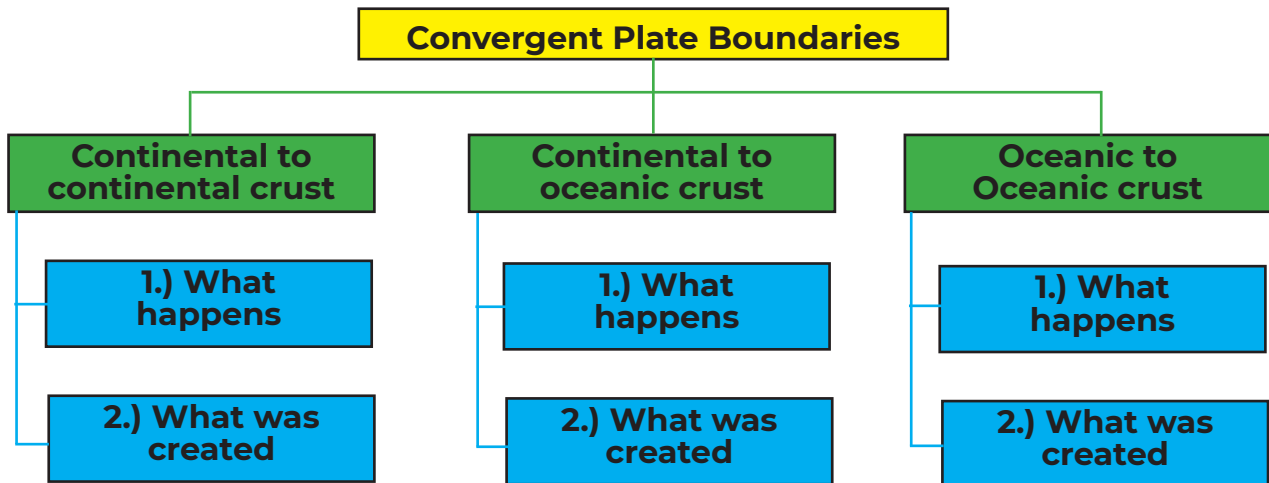 Convergent Plate Boundaries
Continental to
continental crust
1.) What
happens
2.) What was
created
Continental to
oceanic crust
1.) What
happens
2.) What was
created
Oceanic to
Oceanic crust
1.) What
happens
2.) What was
created